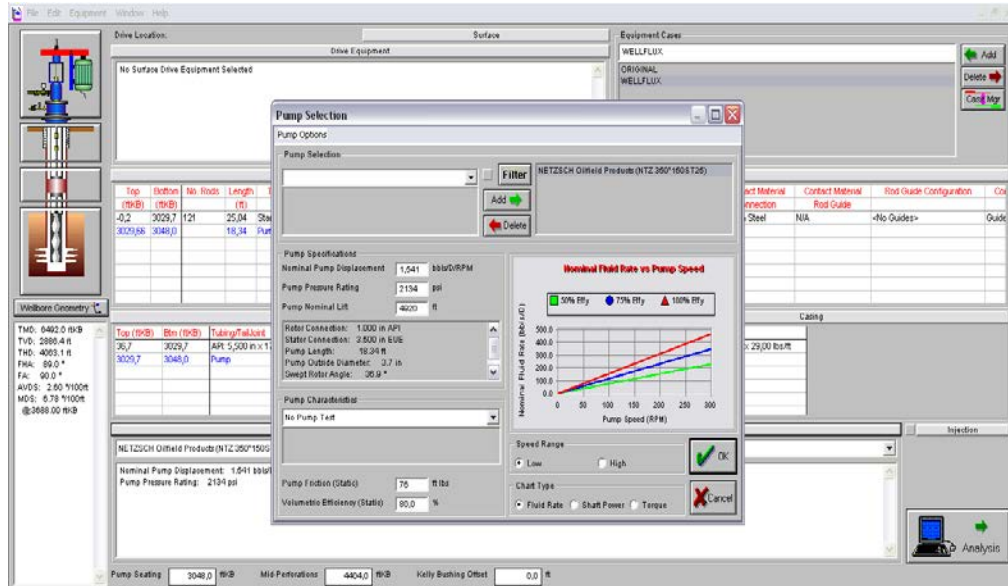 File Edit Equipment Window Help
Drive Location: Surface
Drive Equipment
No Surface Drive Equipment Selected
Equipment Cases
WELLFLUX
ORIGINAL
WELLFLUX
Add
Delete
Case Mgr
Pump Selection
Pump Options
Pump Selection
Filter
NETZSCH Oilfield Products (NTZ 350*160ST26)
Add
Delete
Pump Specifications
Nominal Pump Displacement 1,541 bbls/D/RPM
Pump Pressure Rating 2134 psi
Pump Nominal Lift 4920 ft
Rotor Connection: 1.000 in API
Stator Connection: 3.500 in EUE
Pump Length: 18.34 ft
Pump Outside Diameter: 3.7 in
Swept Rotor Angle: 36.9 °
Pump Characteristics
No Pump Test
Pump Friction (Static) 76 ft lbs
Volumetric Efficiency (Static) 80,0 %
Nominal Fluid Rate vs Pump Speed
50% Effy 75% Effy 100% Effy
Nominal Fluid Rate (bbls/D)
500.0
400.0
300.0
200.0
100.0
0.0
0 50 100 150 200 250 300
Pump Speed (RPM)
Speed Range
Low High
OK
Chart Type
Fluid Rate Shaft Power Torque
Cancel
Top Bottom No. Rods Length
(ftKB) (ftKB) (ft)
-0,2 3029,7 121 25,04
3029,66 3048,0 18,34
Contact Material Rod Guide Configuration
Rod Guide
Steel N/A <No Guides> Guide
Wellbore Geometry
TMD: 6492.0 ftKB
TVD: 2886.4 ft
THD: 4063.1 ft
FHA: 89.0 °
FA: 90.0 °
AVDS: 2.60 °/100ft
MDS: 6.78 °/100ft
@3688.00 ftKB
Top (ftKB) Btm (ftKB) Tubing/TailJoint
36,7 3029,7 API: 5,500 in x 17
3029,7 3048,0 Pump
Casing
x 29,00 lbs/ft
Injection
NETZSCH Oilfield Products (NTZ 350*160S
Nominal Pump Displacement: 1,541 bbls/
Pump Pressure Rating: 2134 psi
Analysis
Pump Seating 3048,0 ftKB Mid-Perforations 4404,0 ftKB Kelly Bushing Offset 0,0 ft